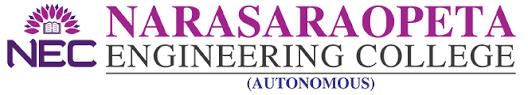 NEC
NARASARAOPETA
ENGINEERING COLLEGE
(AUTONOMOUS)